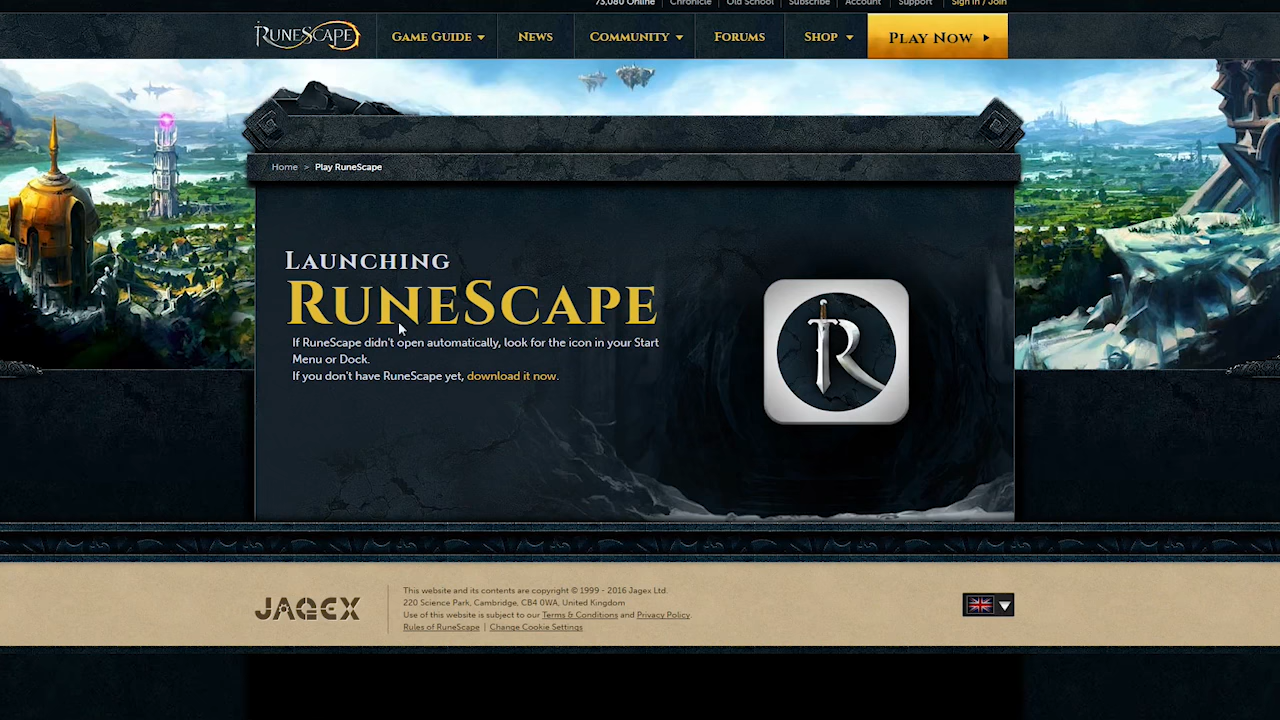 73,080 Online | Chronicle | Old School | Subscribe | Account | Support | Sign In / Join
RuneScape
Game Guide
News
Community
Forums
Shop
Play Now
Home > Play RuneScape
Launching
RuneScape
If RuneScape didn't open automatically, look for the icon in your Start
Menu or Dock.
If you don't have RuneScape yet, download it now.
JAGEX
This website and its contents are copyright © 1999 - 2016 Jagex Ltd.
220 Science Park, Cambridge, CB4 0WA, United Kingdom
Use of this website is subject to our Terms & Conditions and Privacy Policy.
Rules of RuneScape | Change Cookie Settings